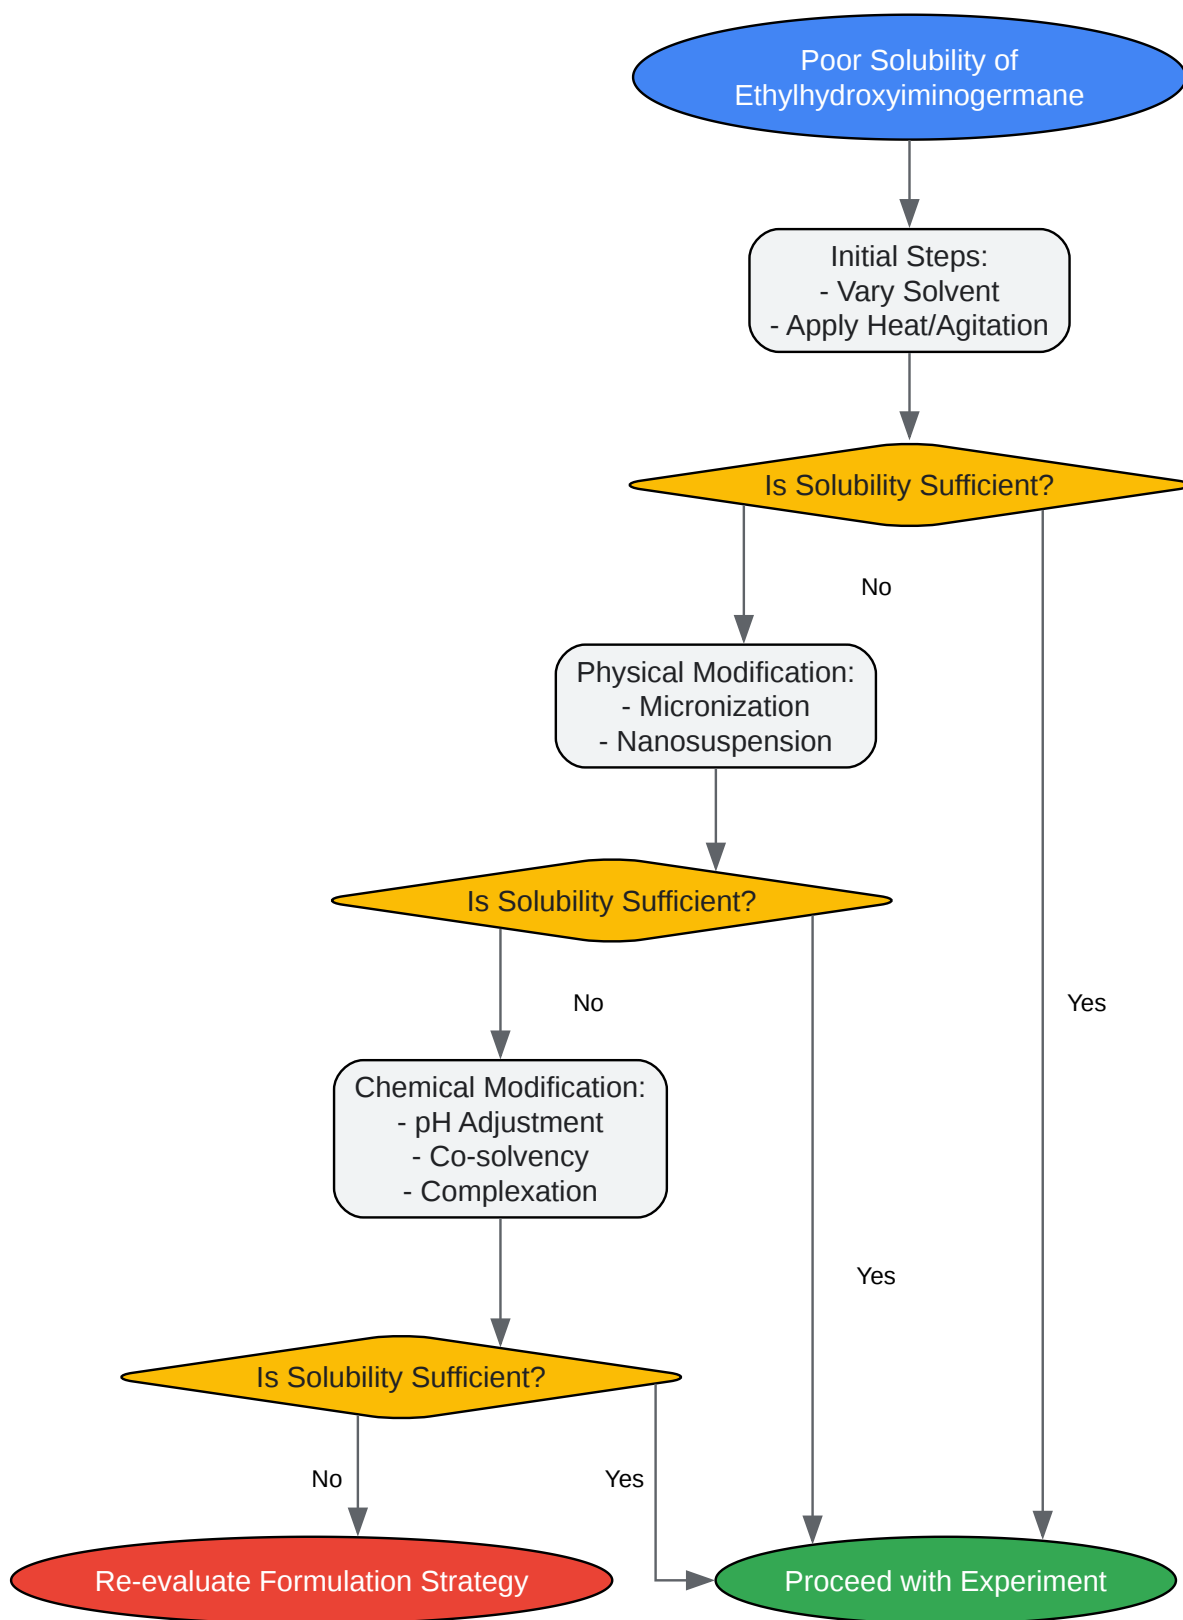 Poor Solubility of
Ethylhydroxyiminogermane
Initial Steps:
- Vary Solvent
- Apply Heat/Agitation
Is Solubility Sufficient?
No
Physical Modification:
- Micronization
- Nanosuspension
Is Solubility Sufficient?
No
Yes
Chemical Modification:
- pH Adjustment
- Co-solvency
- Complexation
Yes
Is Solubility Sufficient?
No
Yes
Re-evaluate Formulation Strategy
Proceed with Experiment